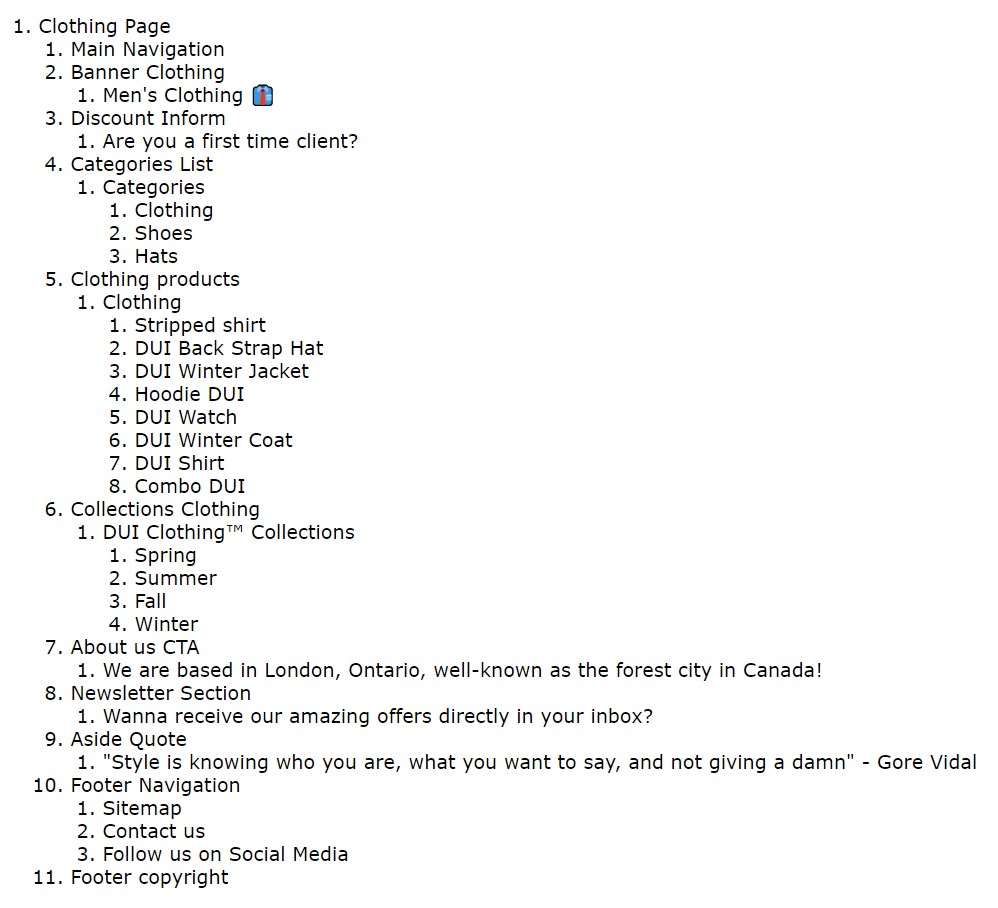 1. Clothing Page
1. Main Navigation
2. Banner Clothing
1. Men's Clothing 👔
3. Discount Inform
1. Are you a first time client?
4. Categories List
1. Categories
1. Clothing
2. Shoes
3. Hats
5. Clothing products
1. Clothing
1. Stripped shirt
2. DUI Back Strap Hat
3. DUI Winter Jacket
4. Hoodie DUI
5. DUI Watch
6. DUI Winter Coat
7. DUI Shirt
8. Combo DUI
6. Collections Clothing
1. DUI Clothing™ Collections
1. Spring
2. Summer
3. Fall
4. Winter
7. About us CTA
1. We are based in London, Ontario, well-known as the forest city in Canada!
8. Newsletter Section
1. Wanna receive our amazing offers directly in your inbox?
9. Aside Quote
1. "Style is knowing who you are, what you want to say, and not giving a damn" - Gore Vidal
10. Footer Navigation
1. Sitemap
2. Contact us
3. Follow us on Social Media
11. Footer copyright